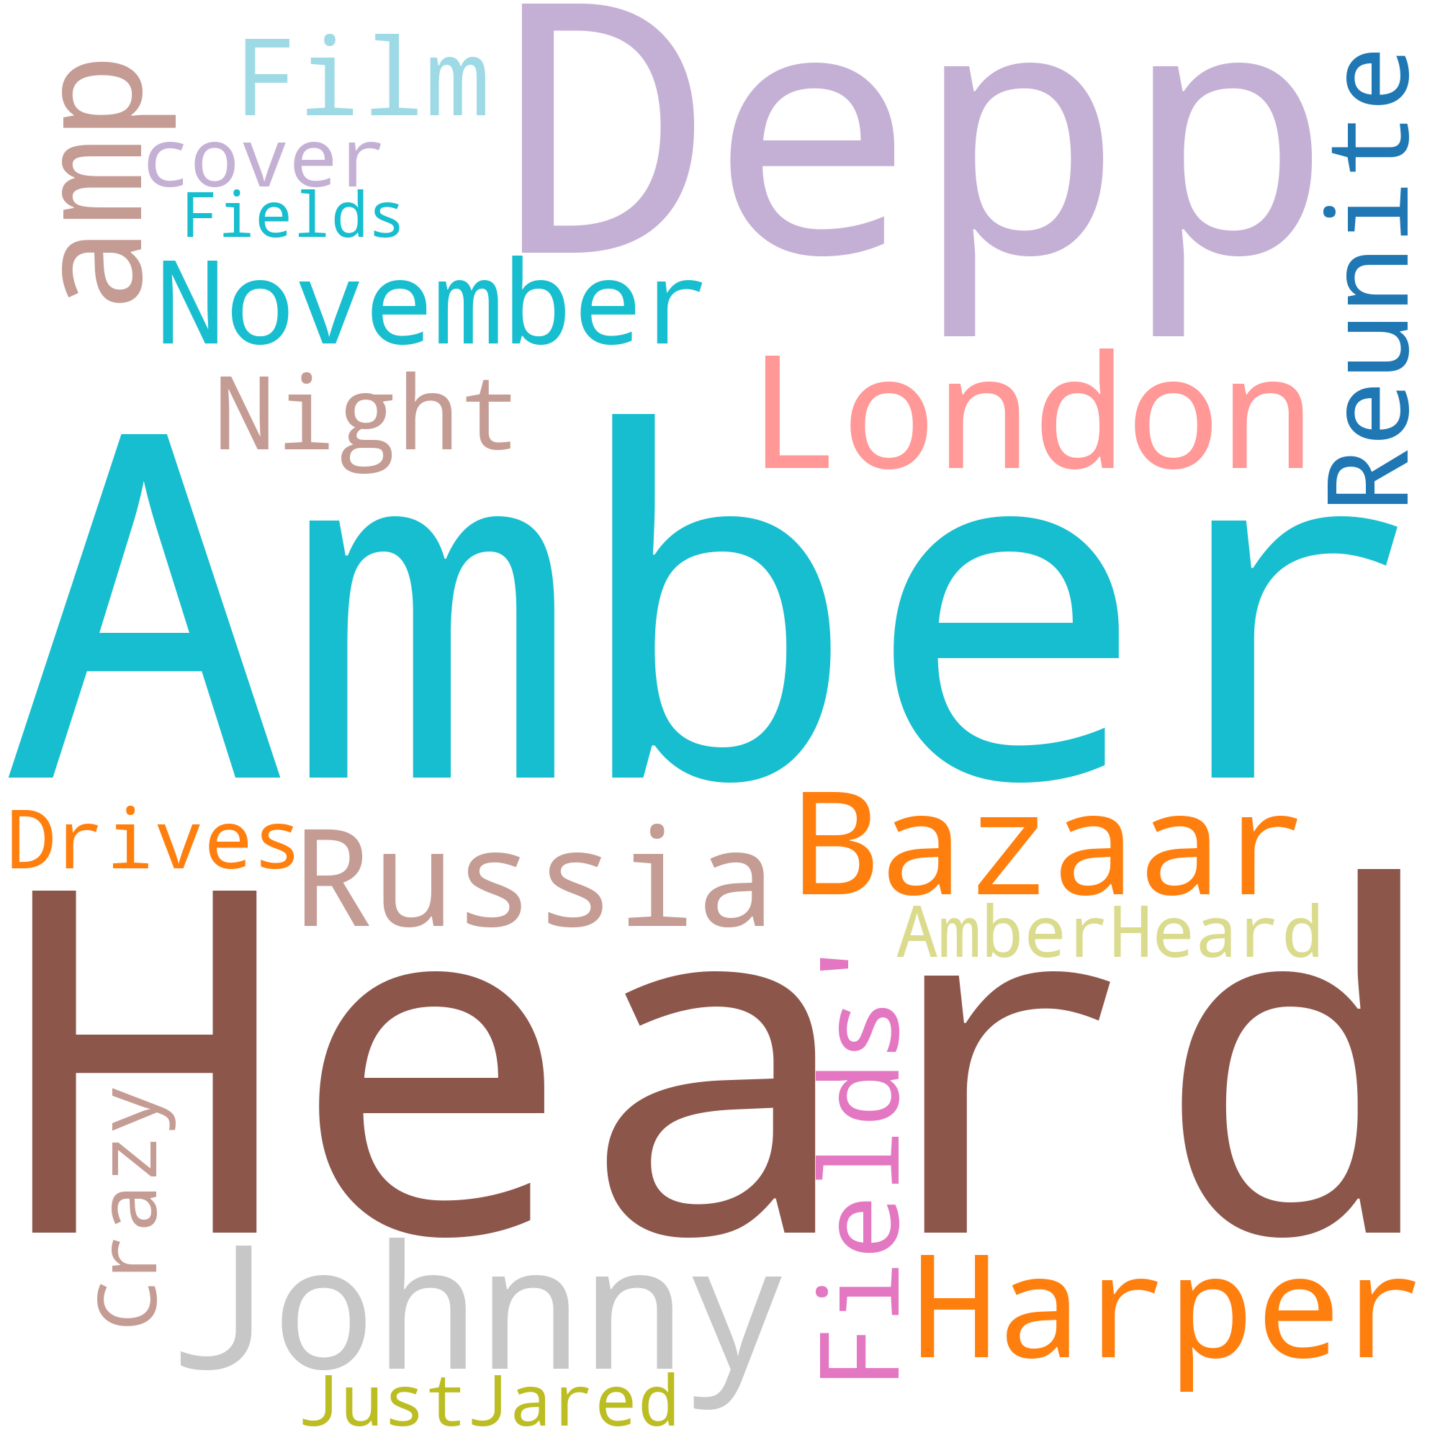 Depp
Film
amp
cover
Reunite
Fields
November
London
Night
Amber
Bazaar
Drives
Russia
Heard
AmberHeard
Fields'
Crazy
Johnny
Harper
JustJared